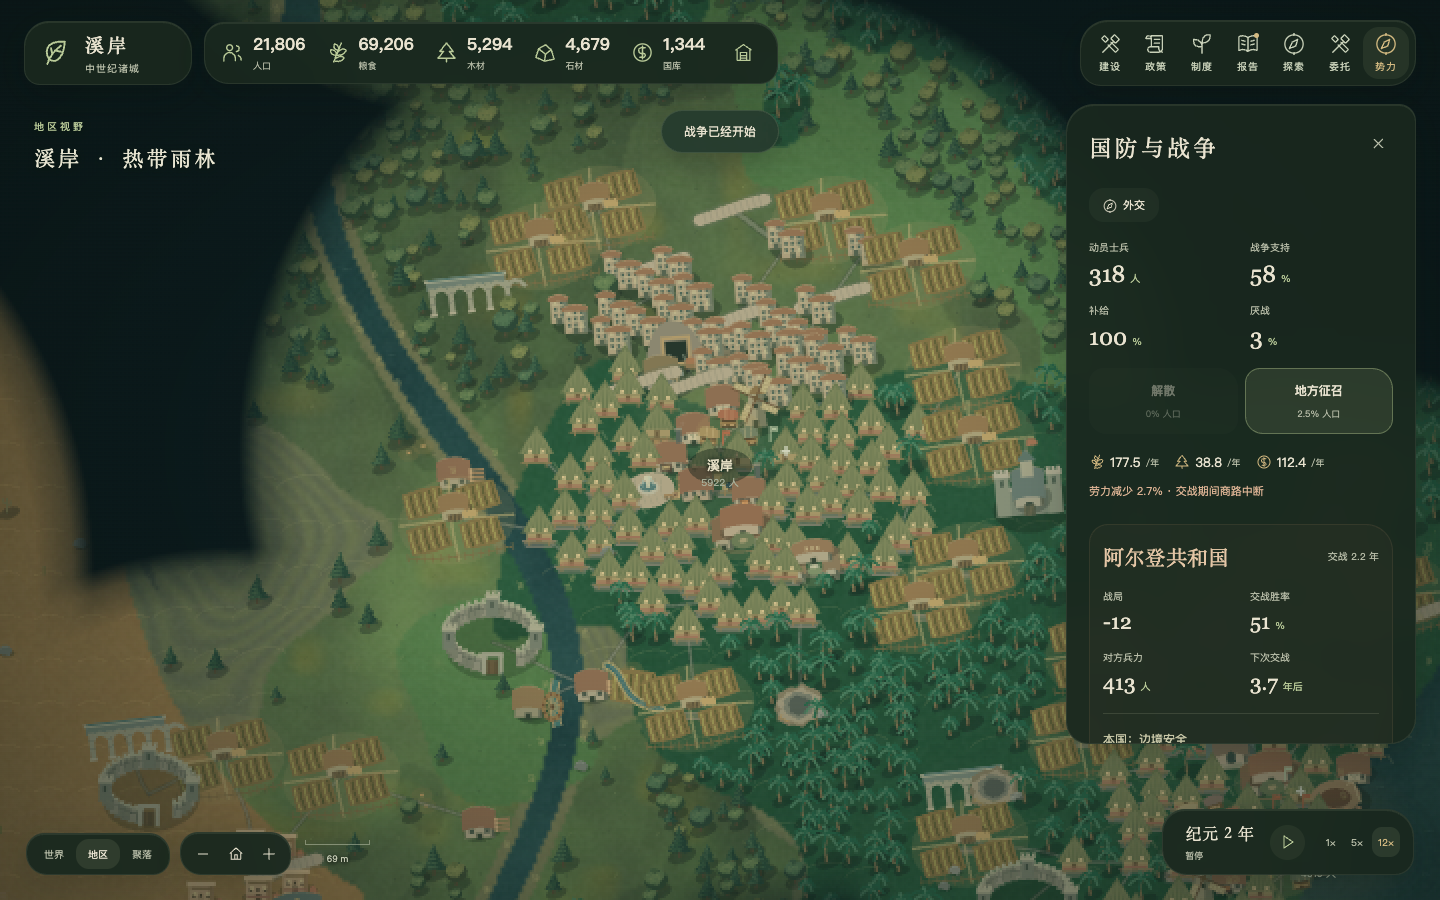 溪岸
中世纪诸城
21,806
人口
69,206
粮食
5,294
木材
4,679
石材
1,344
国库
建设
政策
制度
报告
探索
委托
势力
地区视野
溪岸 · 热带雨林
战争已经开始
国防与战争
外交
动员士兵
318 人
战争支持
58 %
补给
100 %
厌战
3 %
解散
0% 人口
地方征召
2.5% 人口
177.5 /年 38.8 /年 112.4 /年
劳力减少 2.7% · 交战期间商路中断
阿尔登共和国
交战 2.2 年
战局
-12
交战胜率
51 %
对方兵力
413 人
下次交战
3.7 年后
本国：边境安全
溪岸
5922 人
世界 地区 聚落
69 m
纪元 2 年
暂停
1× 5× 12×